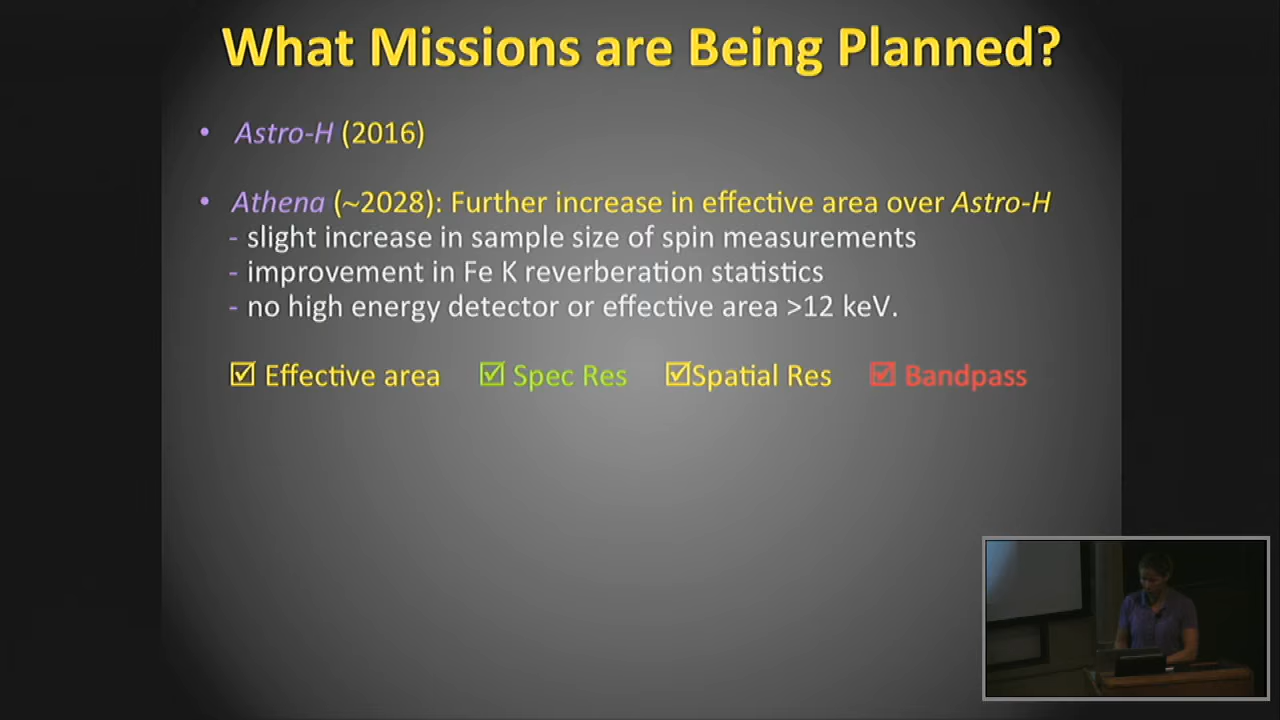 What Missions are Being Planned?
• Astro-H (2016)
• Athena (~2028): Further increase in effective area over Astro-H
- slight increase in sample size of spin measurements
- improvement in Fe K reverberation statistics
- no high energy detector or effective area >12 keV.
☑ Effective area ☑ Spec Res ☑Spatial Res ☑ Bandpass